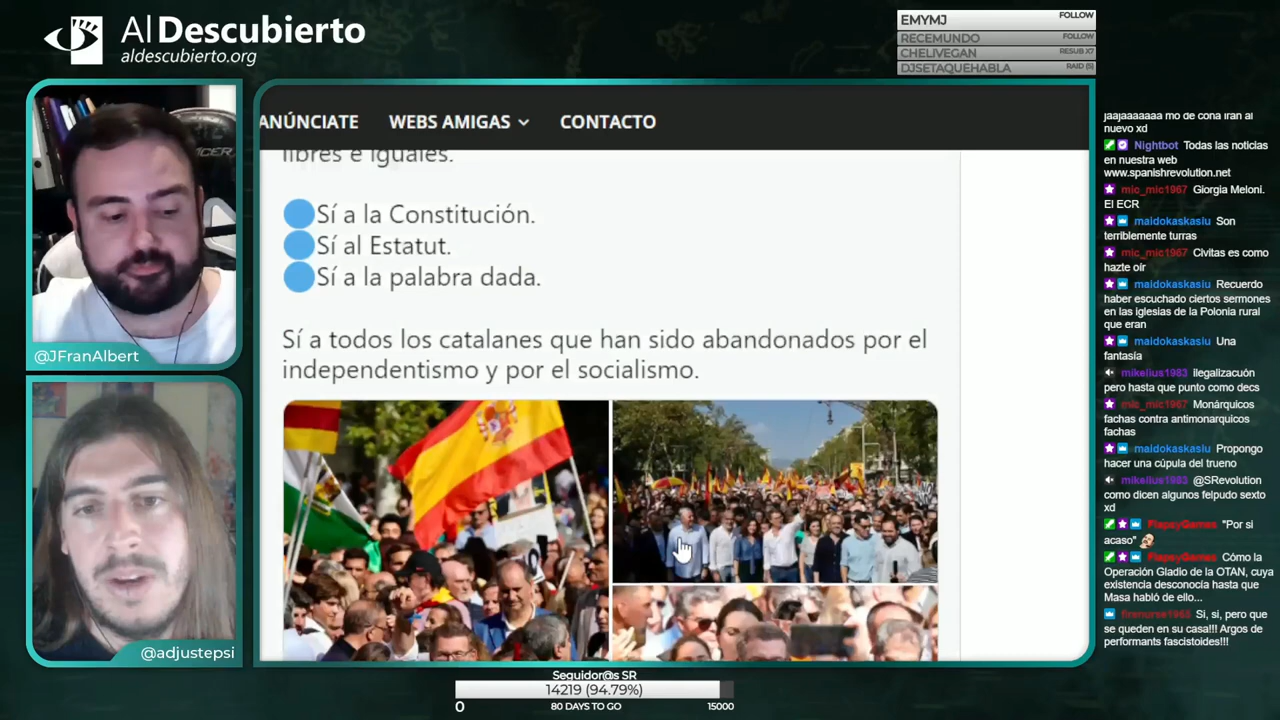 Al Descubierto
aldescubierto.org
EMYMJ FOLLOW
RECEMUNDO FOLLOW
CHELIVEGAN RESUB X7
DJSETAQUEHABLA RAID (5)
ANÚNCIATE WEBS AMIGAS CONTACTO
libres e iguales.
Sí a la Constitución.
Sí al Estatut.
Sí a la palabra dada.
Sí a todos los catalanes que han sido abandonados por el
independentismo y por el socialismo.
@JFranAlbert
@adjustepsi
jaajaaaaaaa mo de cona iran al
nuevo xd
Nightbot Todas las noticias
en nuestra web
www.spanishrevolution.net
mic_mic1967 Giorgia Meloni.
El ECR
maidokaskasiu Son
terriblemente turras
mic_mic1967 Civitas es como
hazte oír
maidokaskasiu Recuerdo
haber escuchado ciertos sermones
en las iglesias de la Polonia rural
que eran
maidokaskasiu Una
fantasía
mikelius1983 ilegalizacuón
pero hasta que punto como decs
mic_mic1967 Monárquicos
fachas contra antimonarquicos
fachas
maidokaskasiu Propongo
hacer una cúpula del trueno
mikelius1983 @SRevolution
como dicen algunos felpudo sexto
xd
FlapsyGames "Por si
acaso"
FlapsyGames Cómo la
Operación Gladio de la OTAN, cuya
existencia desconocía hasta que
Masa habló de ello...
Si, si, pero que
se queden en su casa!!! Argos de
performants fascistoides!!!
Seguidor@s SR
14219 (94.79%)
0 80 DAYS TO GO 15000